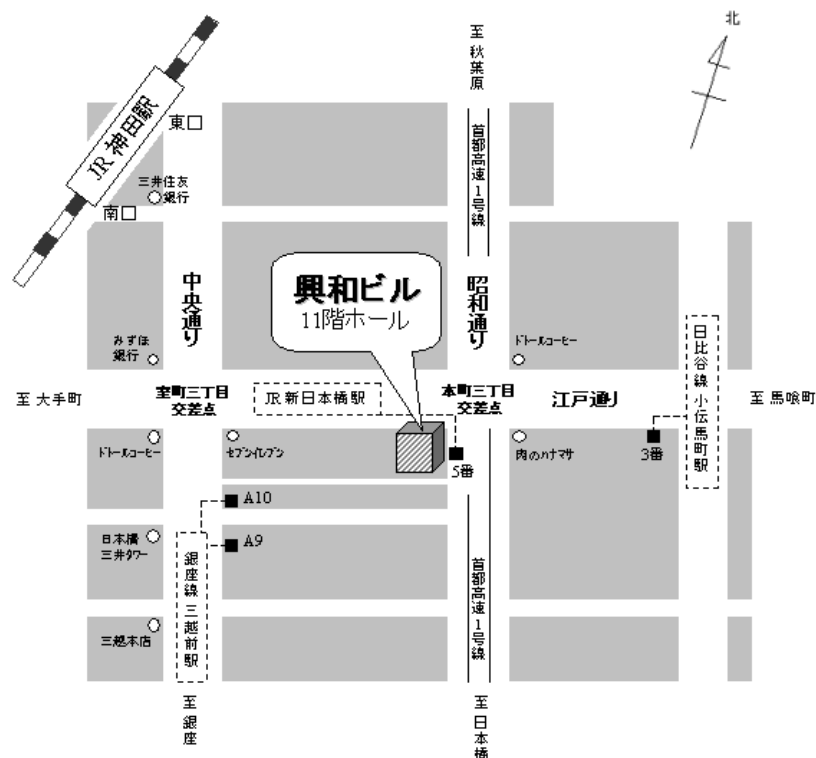 北
至 秋葉原
JR 神田駅
東口
首都高速1号線
三井住友
銀行
南口
中央通り
興和ビル
11階ホール
昭和通り
みずほ
銀行
ドトールコーヒー
日比谷線 小伝馬町駅
至 大手町
室町三丁目
交差点
JR 新日本橋駅
本町三丁目
交差点
江戸通り
至 馬喰町
ドトールコーヒー
セブンイレブン
5番
肉のハナマサ
3番
A10
日本橋
三井タワー
A9
銀座線 三越前駅
首都高速1号線
三越本店
至 銀座
至 日本橋